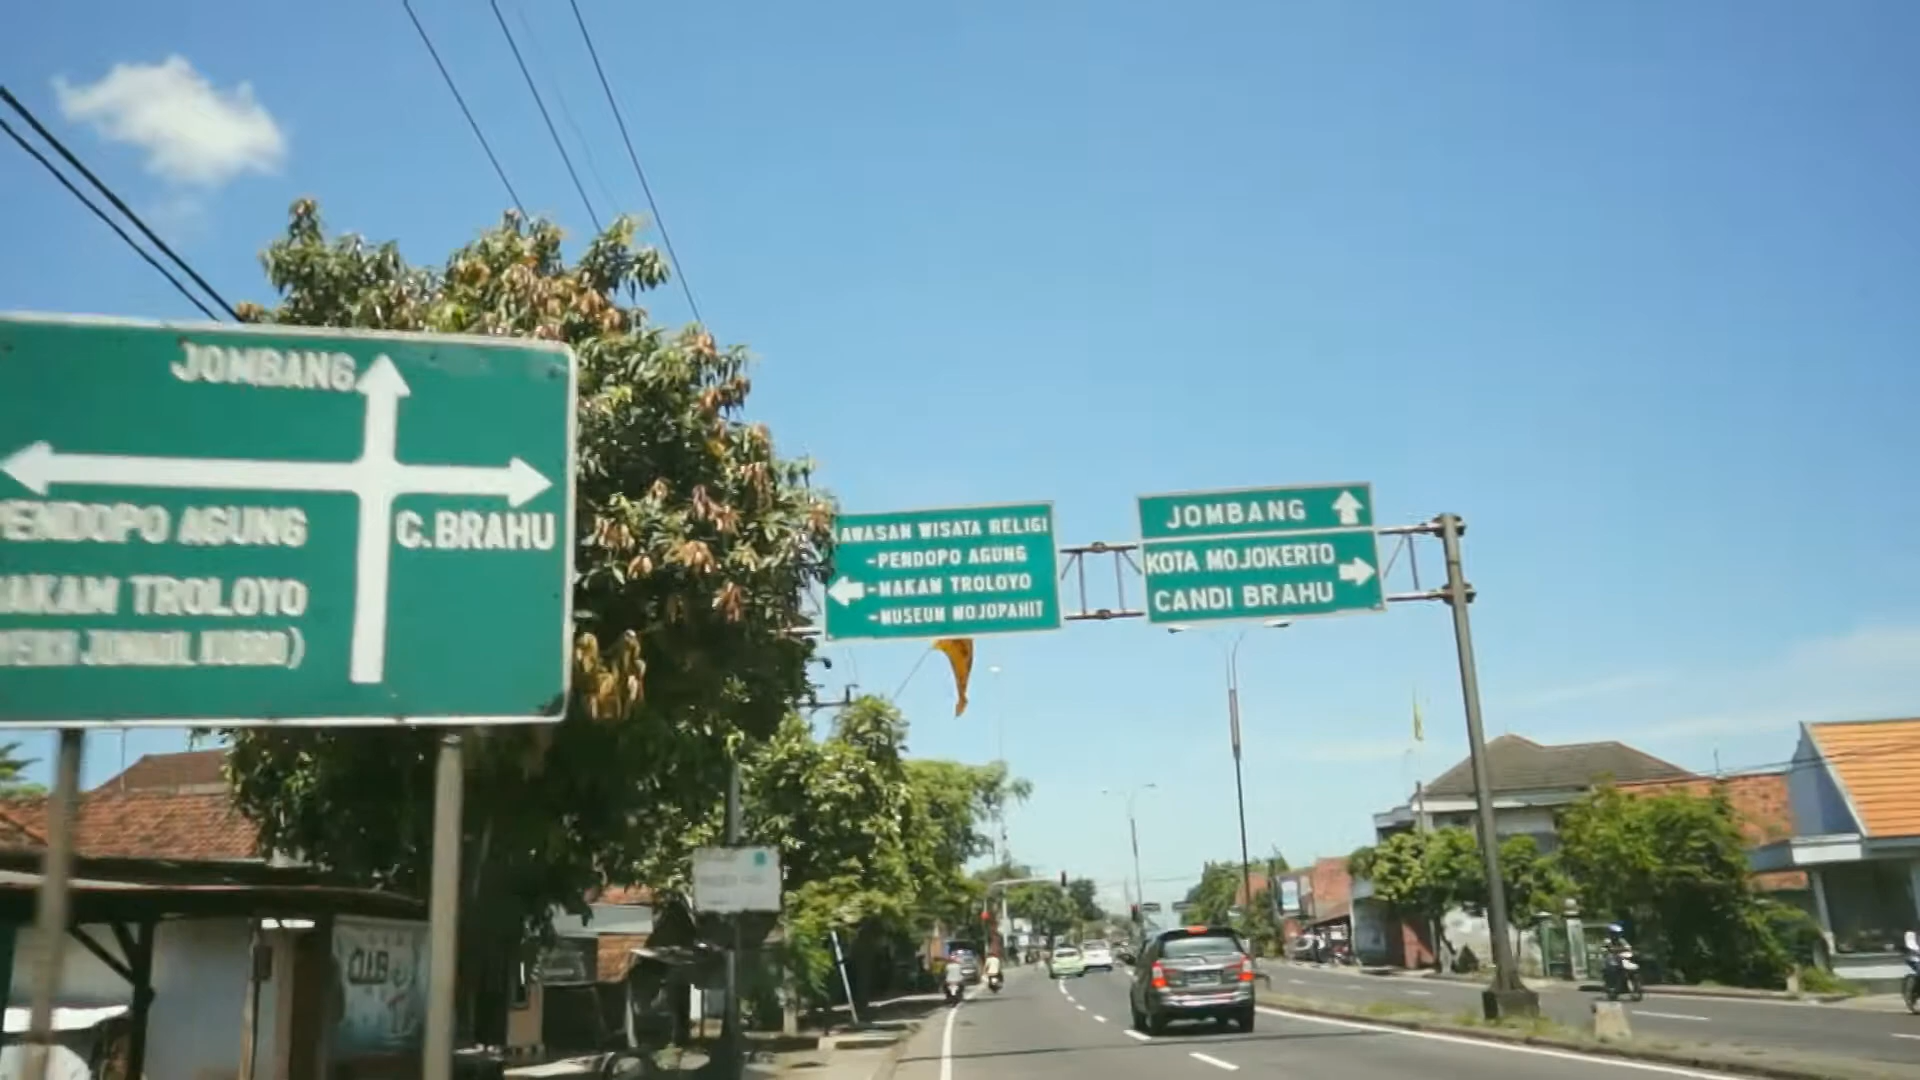 JOMBANG
PENDOPO AGUNG
C.BRAHU
MAKAM TROLOYO
KAWASAN WISATA RELIGI
-PENDOPO AGUNG
-MAKAM TROLOYO
-MUSEUM MOJOPAHIT
JOMBANG
KOTA MOJOKERTO
CANDI BRAHU